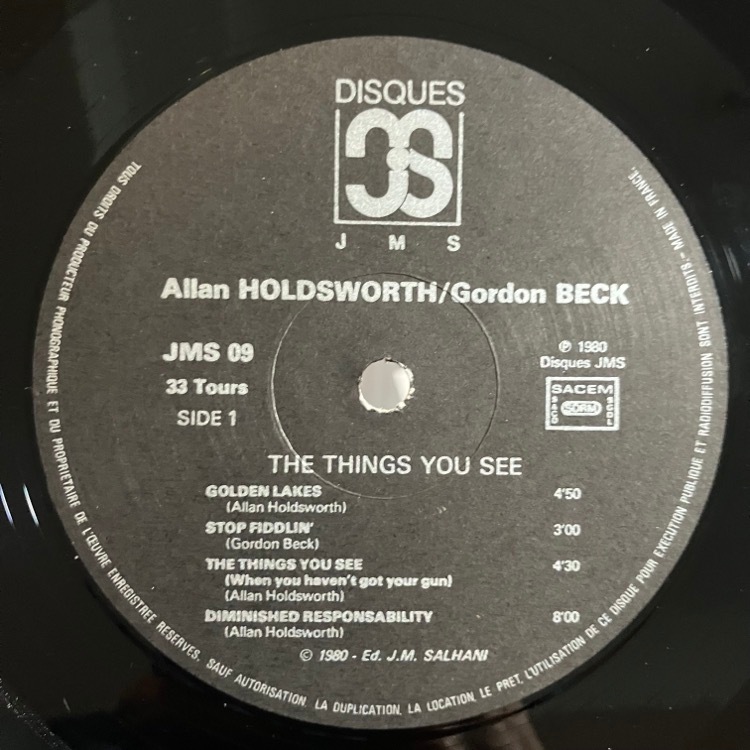 DISQUES
JMS
Allan HOLDSWORTH/Gordon BECK
JMS 09
33 Tours
SIDE 1
℗ 1980
Disques JMS
SACEM
SACD
SDRM
SGDL
THE THINGS YOU SEE
GOLDEN LAKES 4'50
(Allan Holdsworth)
STOP FIDDLIN' 3'00
(Gordon Beck)
THE THINGS YOU SEE 4'30
(When you haven't got your gun)
(Allan Holdsworth)
DIMINISHED RESPONSABILITY 8'00
(Allan Holdsworth)
© 1980 - Ed. J.M. SALHANI
TOUS DROITS DU PRODUCTEUR PHONOGRAPHIQUE ET DU PROPRIETAIRE DE L'ŒUVRE ENREGISTREE RESERVES. SAUF AUTORISATION, LA DUPLICATION, LA LOCATION, LE PRET, L'UTILISATION DE CE DISQUE POUR EXECUTION PUBLIQUE ET RADIODIFFUSION SONT INTERDITS. - MADE IN FRANCE.